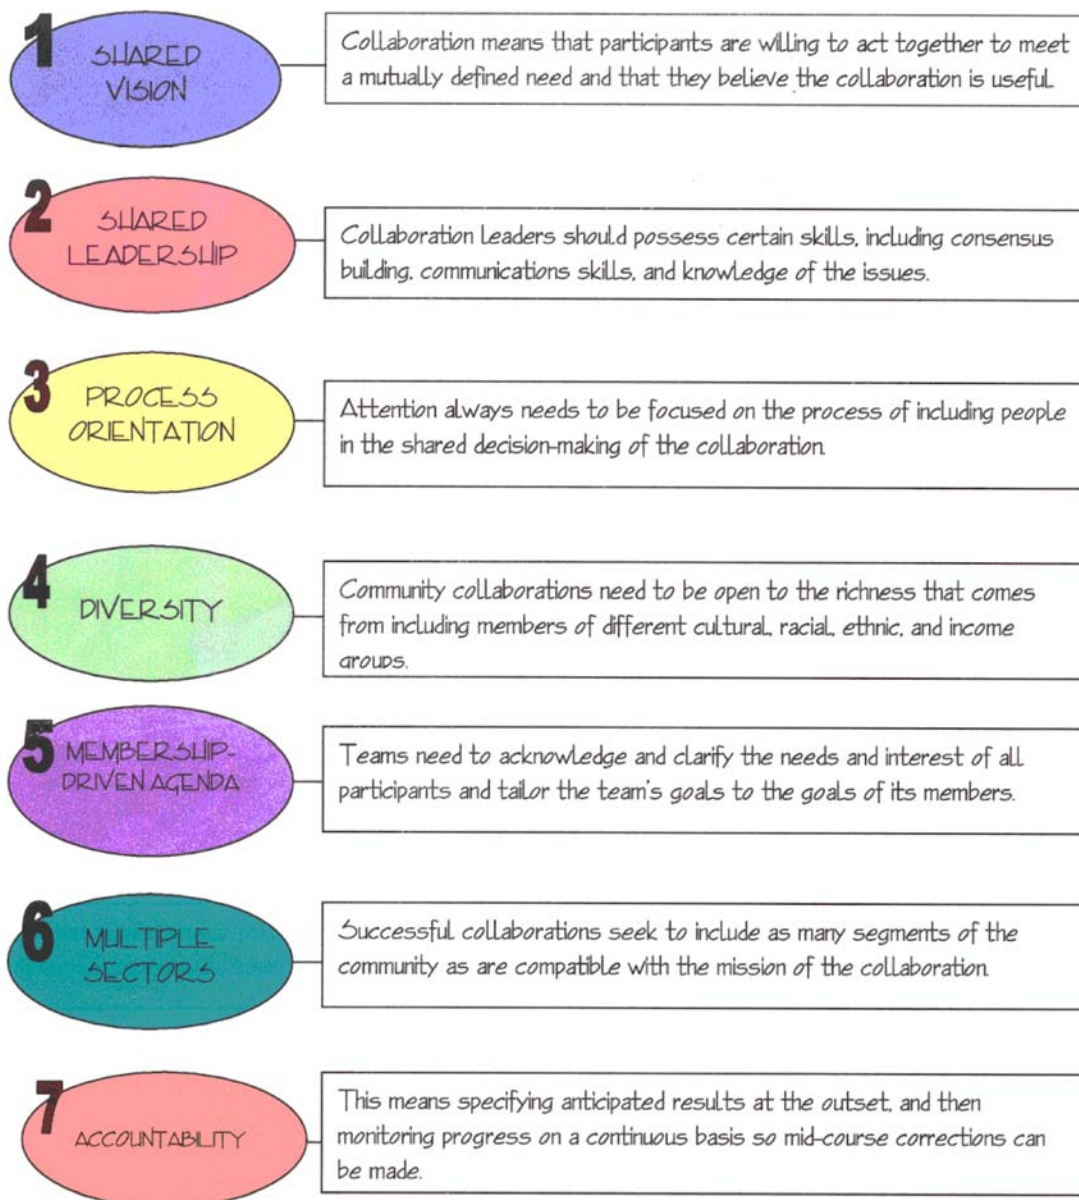 1
SHARED
VISION
Collaboration means that participants are willing to act together to meet
a mutually defined need and that they believe the collaboration is useful.
2
SHARED
LEADERSHIP
Collaboration Leaders should possess certain skills, including consensus
building, communications skills, and knowledge of the issues.
3
PROCESS
ORIENTATION
Attention always needs to be focused on the process of including people
in the shared decision-making of the collaboration.
4
DIVERSITY
Community collaborations need to be open to the richness that comes
from including members of different cultural, racial, ethnic, and income
groups.
5
MEMBERSHIP-
DRIVEN AGENDA
Teams need to acknowledge and clarify the needs and interest of all
participants and tailor the team's goals to the goals of its members.
6
MULTIPLE
SECTORS
Successful collaborations seek to include as many segments of the
community as are compatible with the mission of the collaboration.
7
ACCOUNTABILITY
This means specifying anticipated results at the outset, and then
monitoring progress on a continuous basis so mid-course corrections can
be made.